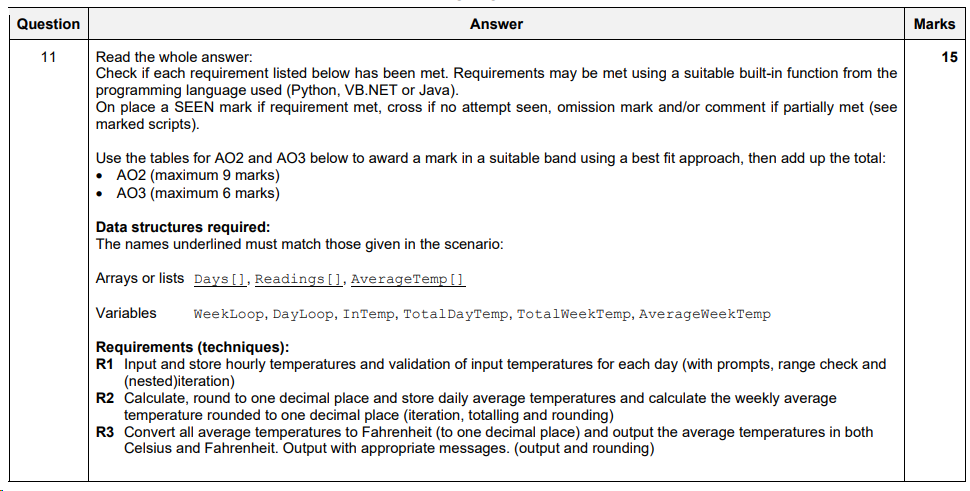 Question Answer Marks
11 Read the whole answer: 15
Check if each requirement listed below has been met. Requirements may be met using a suitable built-in function from the
programming language used (Python, VB.NET or Java).
On place a SEEN mark if requirement met, cross if no attempt seen, omission mark and/or comment if partially met (see
marked scripts).
Use the tables for AO2 and AO3 below to award a mark in a suitable band using a best fit approach, then add up the total:
• AO2 (maximum 9 marks)
• AO3 (maximum 6 marks)
Data structures required:
The names underlined must match those given in the scenario:
Arrays or lists Days[], Readings[], AverageTemp[]
Variables WeekLoop, DayLoop, InTemp, TotalDayTemp, TotalWeekTemp, AverageWeekTemp
Requirements (techniques):
R1 Input and store hourly temperatures and validation of input temperatures for each day (with prompts, range check and
(nested)iteration)
R2 Calculate, round to one decimal place and store daily average temperatures and calculate the weekly average
temperature rounded to one decimal place (iteration, totalling and rounding)
R3 Convert all average temperatures to Fahrenheit (to one decimal place) and output the average temperatures in both
Celsius and Fahrenheit. Output with appropriate messages. (output and rounding)